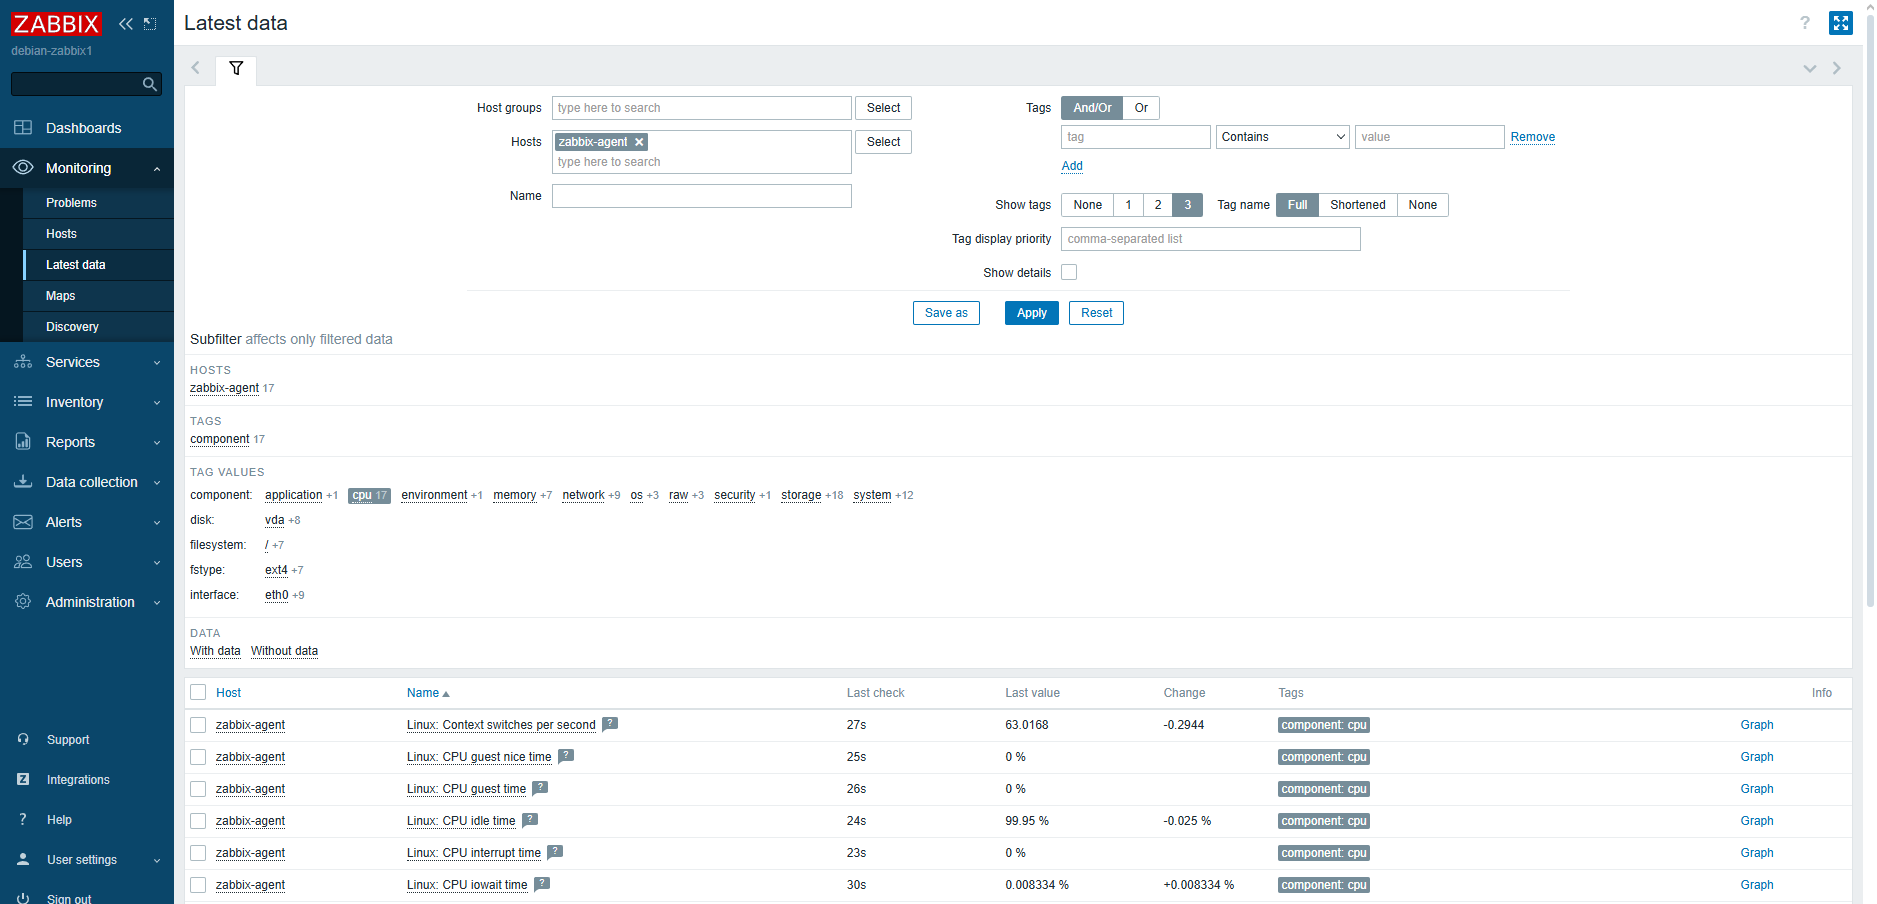 ZABBIX
debian-zabbix1
Dashboards
Monitoring
Problems
Hosts
Latest data
Maps
Discovery
Services
Inventory
Reports
Data collection
Alerts
Users
Administration
Support
Integrations
Help
User settings
Sign out
Latest data
Host groups type here to search Select
Hosts zabbix-agent Select
type here to search
Name
Tags And/Or Or
tag Contains value Remove
Add
Show tags None 1 2 3 Tag name Full Shortened None
Tag display priority comma-separated list
Show details
Save as Apply Reset
Subfilter affects only filtered data
HOSTS
zabbix-agent 17
TAGS
component 17
TAG VALUES
component: application +1 cpu 17 environment +1 memory +7 network +9 os +3 raw +3 security +1 storage +18 system +12
disk: vda +8
filesystem: / +7
fstype: ext4 +7
interface: eth0 +9
DATA
With data Without data
Host Name Last check Last value Change Tags Info
zabbix-agent Linux: Context switches per second ? 27s 63.0168 -0.2944 component: cpu Graph
zabbix-agent Linux: CPU guest nice time ? 25s 0 % component: cpu Graph
zabbix-agent Linux: CPU guest time ? 26s 0 % component: cpu Graph
zabbix-agent Linux: CPU idle time ? 24s 99.95 % -0.025 % component: cpu Graph
zabbix-agent Linux: CPU interrupt time ? 23s 0 % component: cpu Graph
zabbix-agent Linux: CPU iowait time ? 30s 0.008334 % +0.008334 % component: cpu Graph